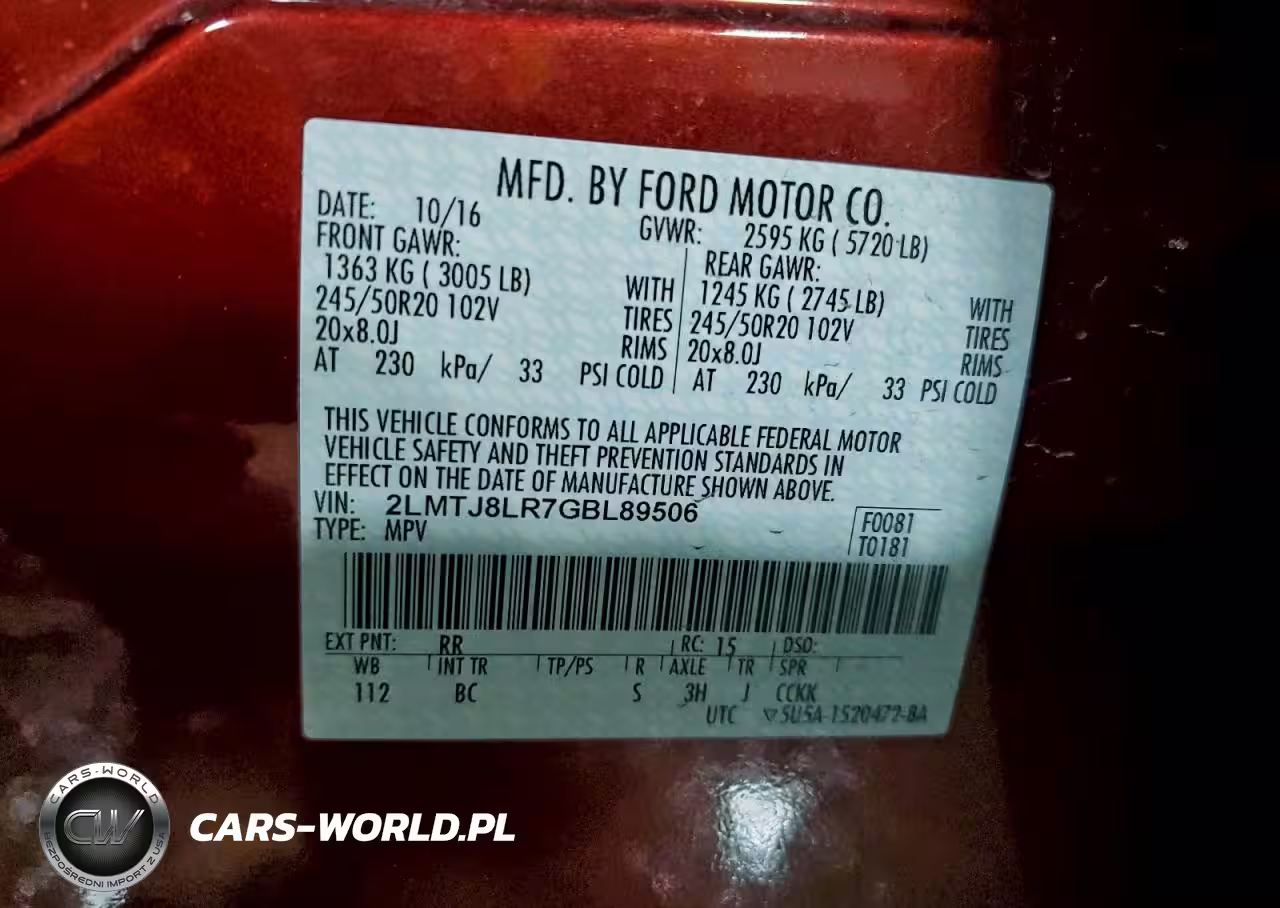 MFD. BY FORD MOTOR CO.
DATE: 10/16 GVWR: 2595 KG ( 5720 LB)
FRONT GAWR: REAR GAWR:
1363 KG ( 3005 LB) WITH 1245 KG ( 2745 LB) WITH
245/50R20 102V TIRES 245/50R20 102V TIRES
20x8.0J RIMS 20x8.0J RIMS
AT 230 kPa/ 33 PSI COLD AT 230 kPa/ 33 PSI COLD
THIS VEHICLE CONFORMS TO ALL APPLICABLE FEDERAL MOTOR
VEHICLE SAFETY AND THEFT PREVENTION STANDARDS IN
EFFECT ON THE DATE OF MANUFACTURE SHOWN ABOVE.
VIN: 2LMTJ8LR7GBL89506
TYPE: MPV
F0081
T0181
EXT PNT: RR RC: 15 DSO:
WB INT TR TP/PS R AXLE TR SPR
112 BC S 3H J CCKK
UTC 5U5A-1520472-BA
CARS-WORLD
CW
BEZPOŚREDNI IMPORT Z USA
CARS-WORLD.PL